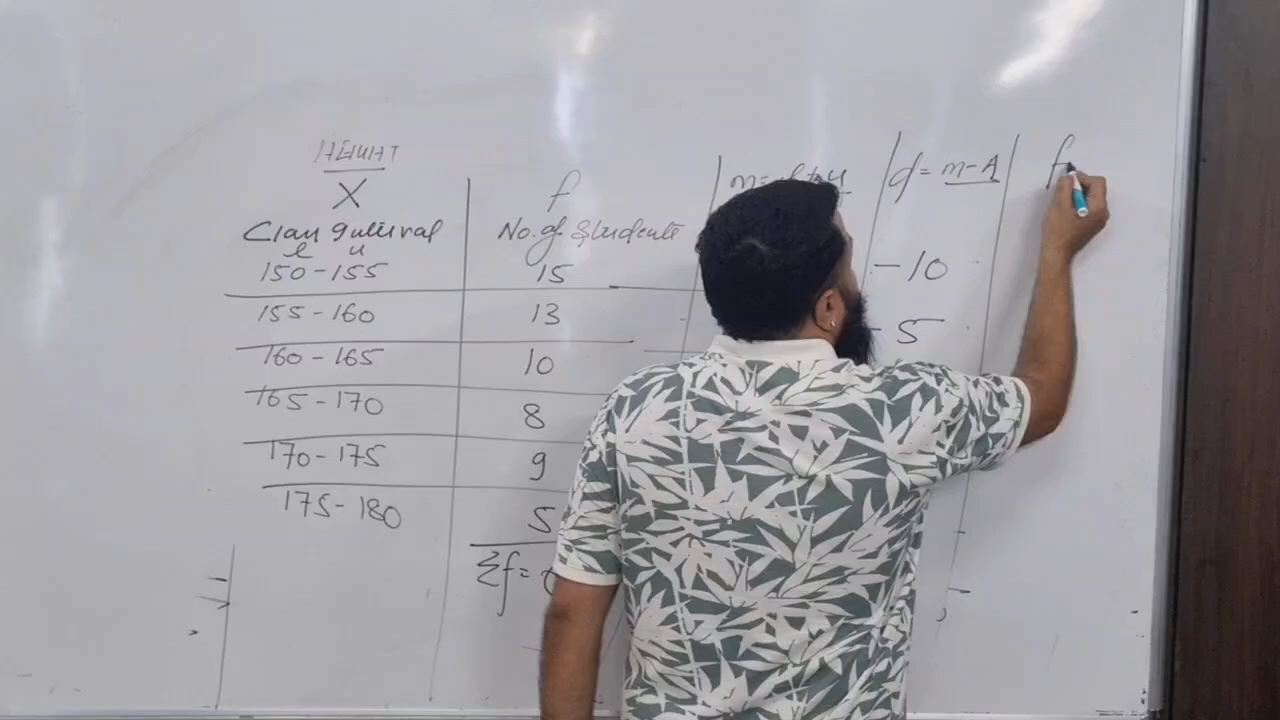 HEIGHT
X f m = l + u d = m - A f
Class Interval No. of Students
l u
150 - 155 15 - 10
155 - 160 13 - 5
160 - 165 10
165 - 170 8
170 - 175 9
175 - 180 5
Σf =